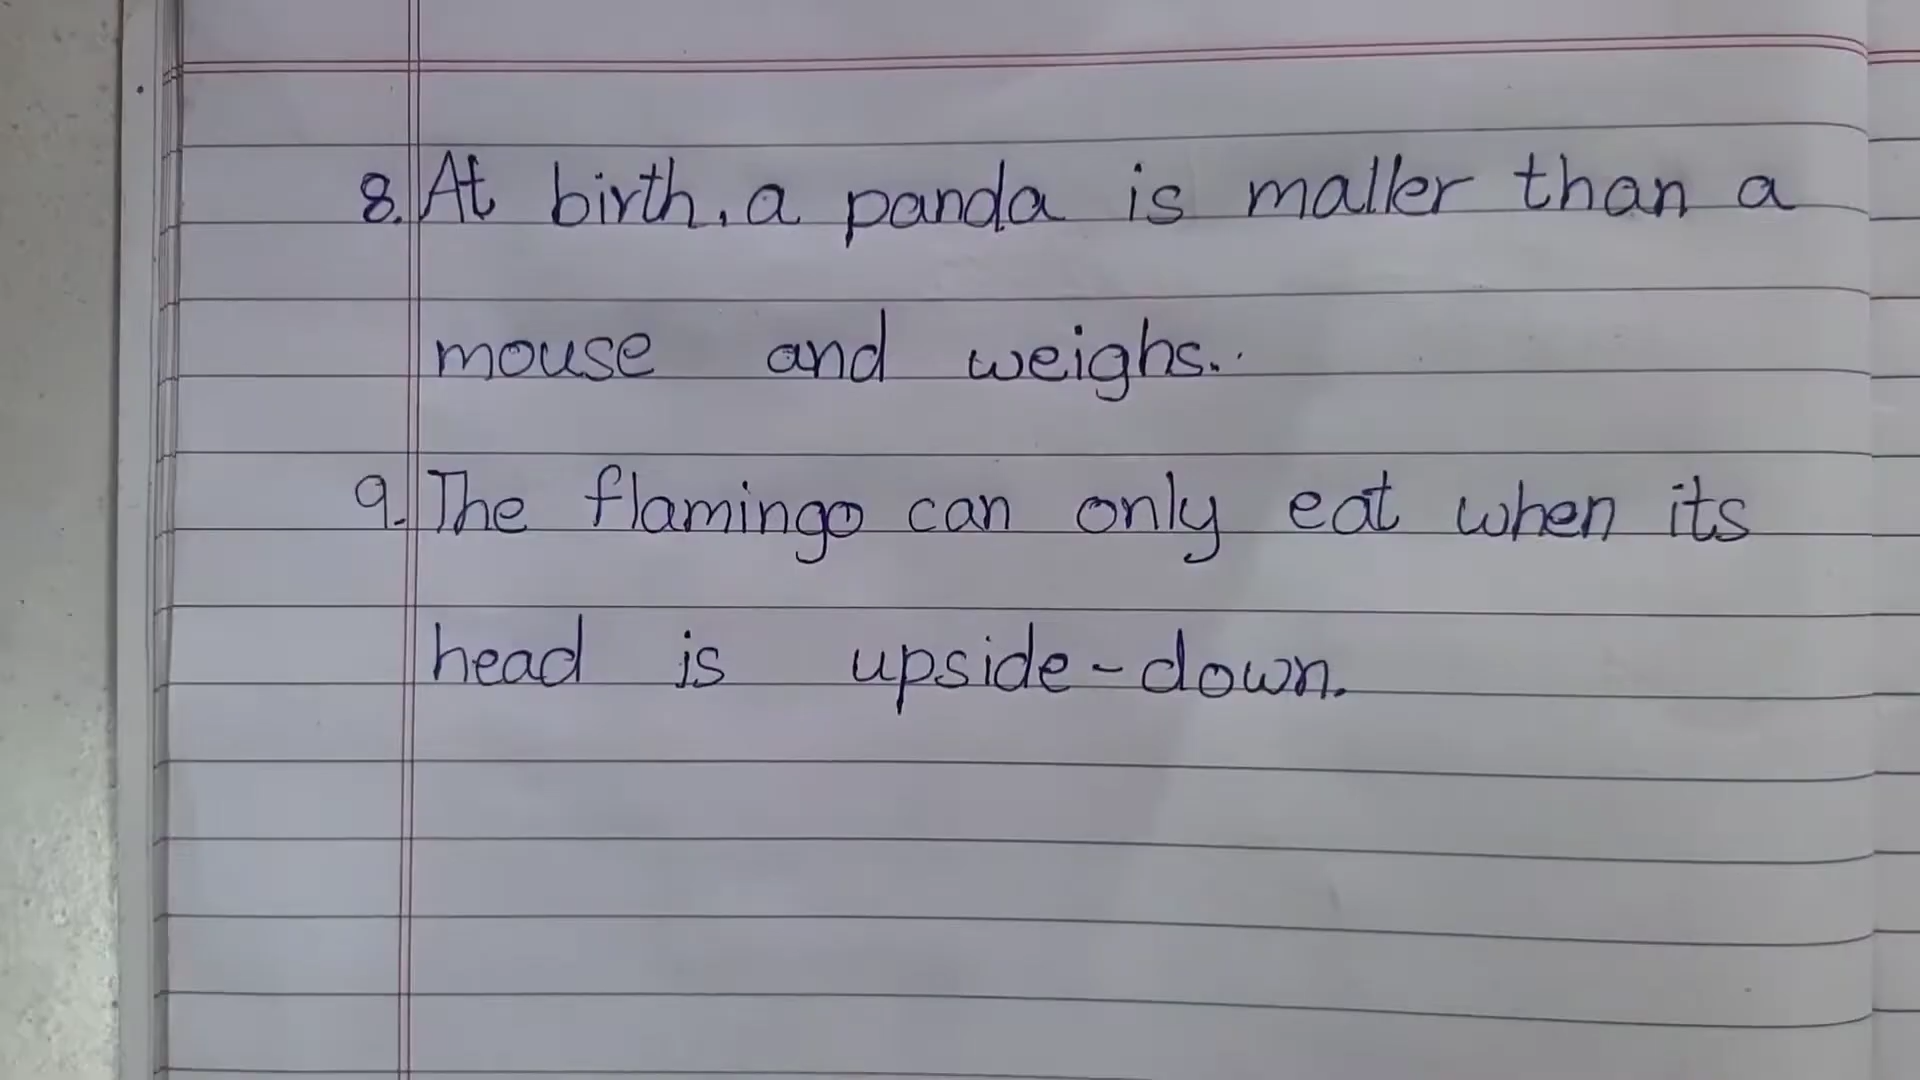 8. At birth, a panda is maller than a
mouse and weighs..
9. The flamingo can only eat when its
head is upside-down.